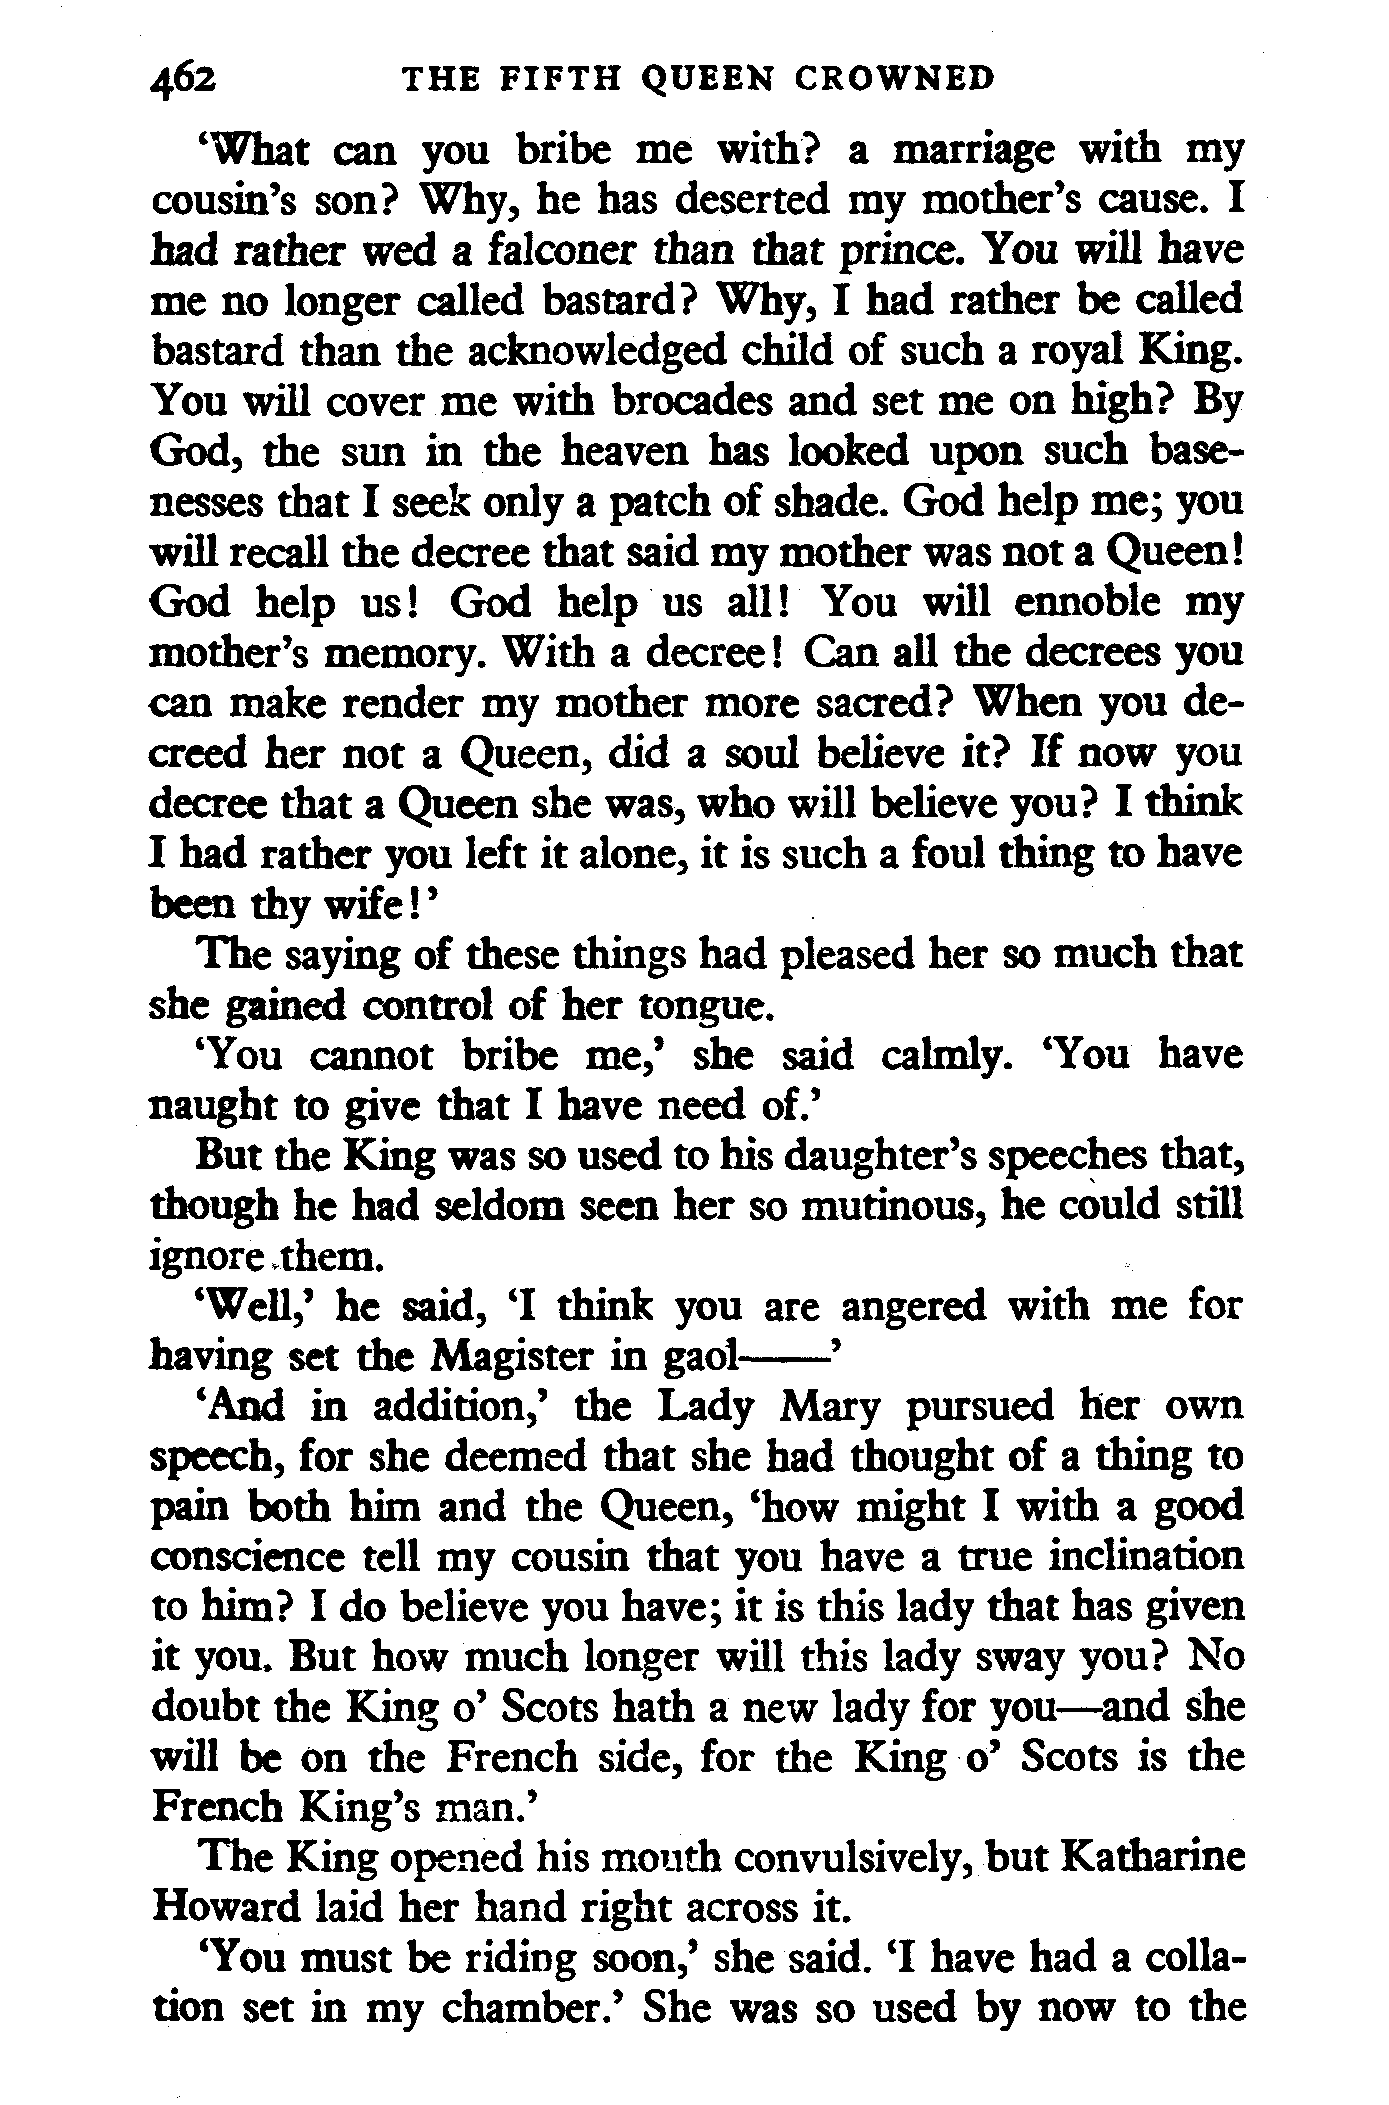 462 THE FIFTH QUEEN CROWNED
‘What can you bribe me with? a marriage with my
cousin’s son? Why, he has deserted my mother’s cause. I
had rather wed a falconer than that prince. You will have
me no longer called bastard? Why, I had rather be called
bastard than the acknowledged child of such a royal King.
You will cover me with brocades and set me on high? By
God, the sun in the heaven has looked upon such base-
nesses that I seek only a patch of shade. God help me; you
will recall the decree that said my mother was not a Queen!
God help us! God help us all! You will ennoble my
mother’s memory. With a decree! Can all the decrees you
can make render my mother more sacred? When you de-
creed her not a Queen, did a soul believe it? If now you
decree that a Queen she was, who will believe you? I think
I had rather you left it alone, it is such a foul thing to have
been thy wife!’
The saying of these things had pleased her so much that
she gained control of her tongue.
‘You cannot bribe me,’ she said calmly. ‘You have
naught to give that I have need of.’
But the King was so used to his daughter’s speeches that,
though he had seldom seen her so mutinous, he could still
ignore them.
‘Well,’ he said, ‘I think you are angered with me for
having set the Magister in gaol——’
‘And in addition,’ the Lady Mary pursued her own
speech, for she deemed that she had thought of a thing to
pain both him and the Queen, ‘how might I with a good
conscience tell my cousin that you have a true inclination
to him? I do believe you have; it is this lady that has given
it you. But how much longer will this lady sway you? No
doubt the King o’ Scots hath a new lady for you—and she
will be on the French side, for the King o’ Scots is the
French King’s man.’
The King opened his mouth convulsively, but Katharine
Howard laid her hand right across it.
‘You must be riding soon,’ she said. ‘I have had a colla-
tion set in my chamber.’ She was so used by now to the